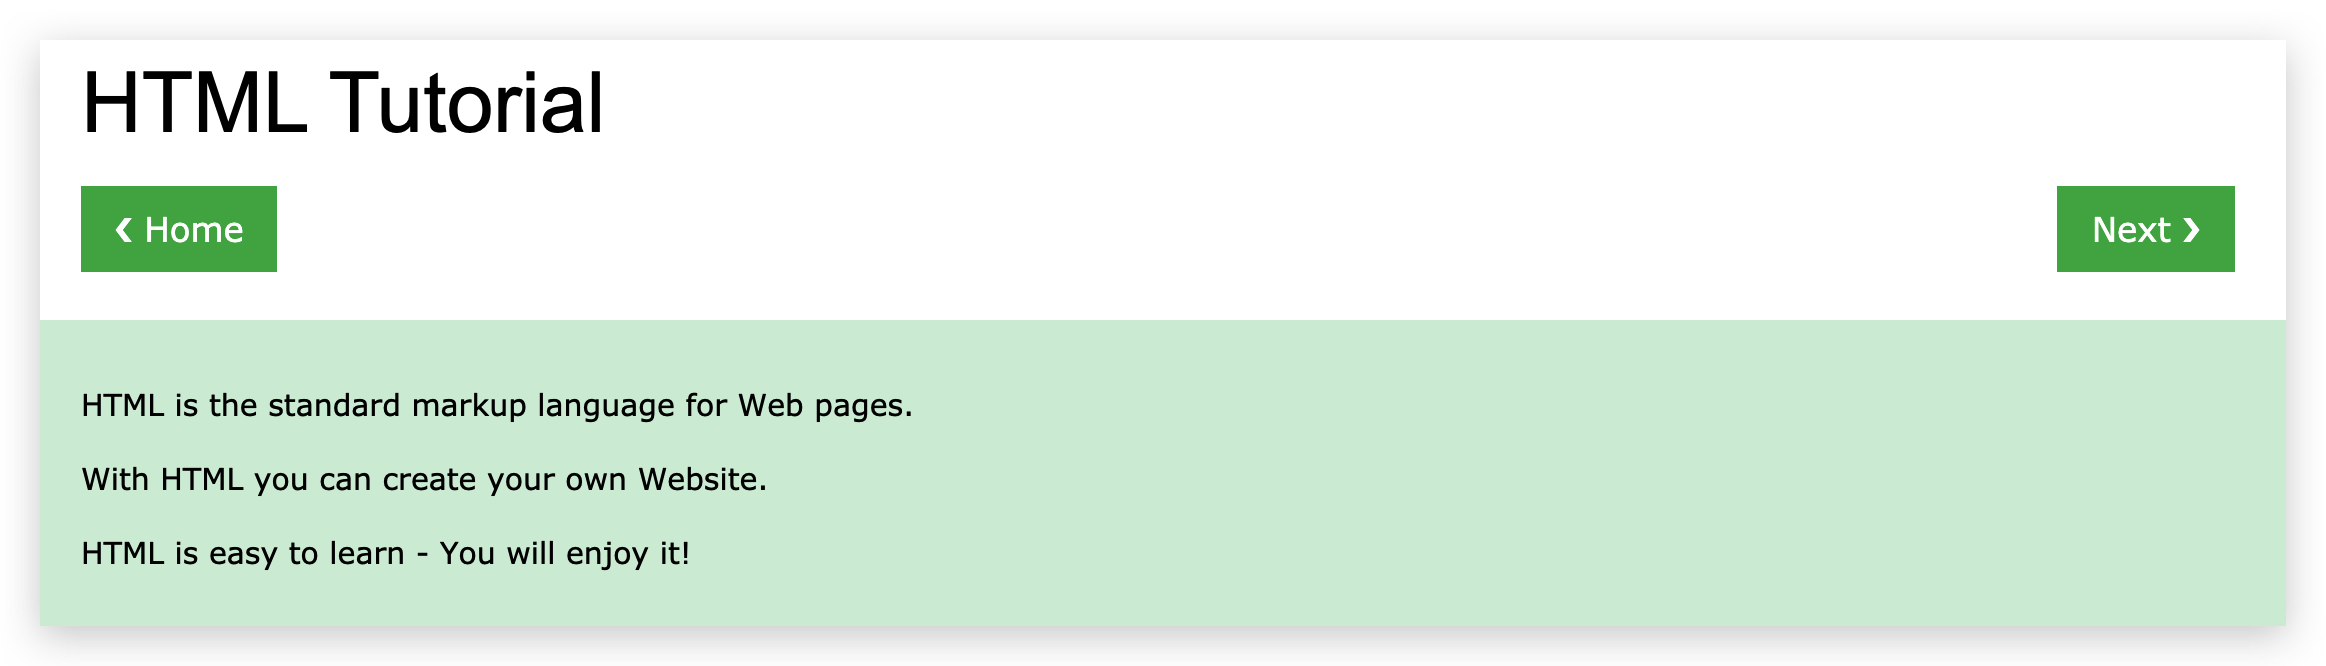 HTML Tutorial
❮ Home
Next ❯
HTML is the standard markup language for Web pages.
With HTML you can create your own Website.
HTML is easy to learn - You will enjoy it!